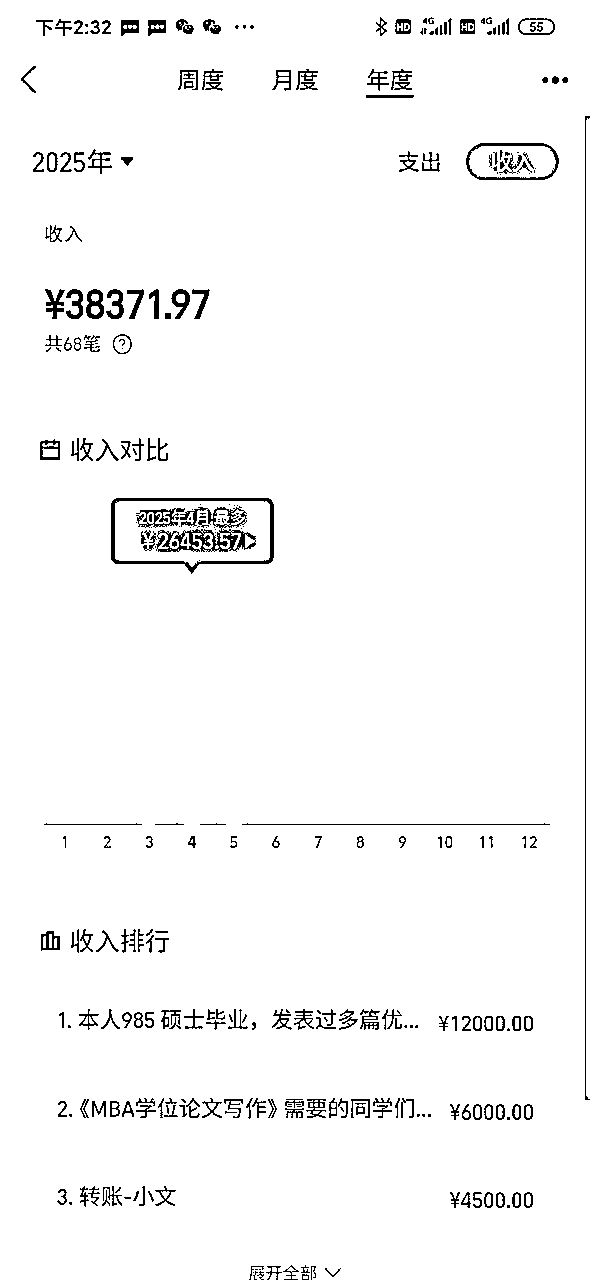 下午2:32 55
周度 月度 年度
2025年 支出 收入
收入
¥38371.97
共68笔
收入对比
2025年4月 最多
¥26453.57
1 2 3 4 5 6 7 8 9 10 11 12
收入排行
1. 本人985 硕士毕业，发表过多篇优... ¥12000.00
2.《MBA学位论文写作》需要的同学们... ¥6000.00
3. 转账-小文 ¥4500.00
展开全部